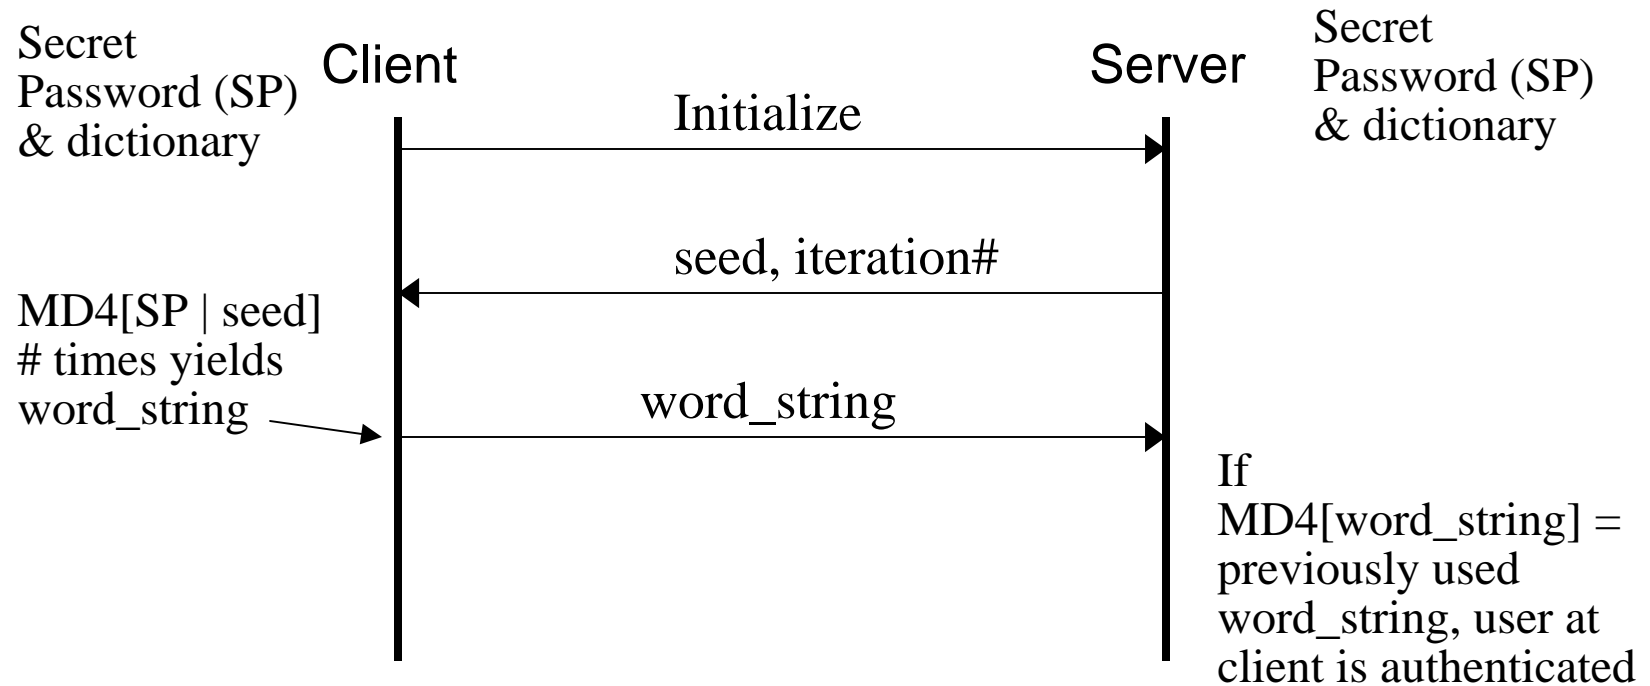 Secret
Password (SP)
& dictionary
Client
Server
Secret
Password (SP)
& dictionary
Initialize
seed, iteration#
MD4[SP | seed]
# times yields
word_string
word_string
If
MD4[word_string] =
previously used
word_string, user at
client is authenticated